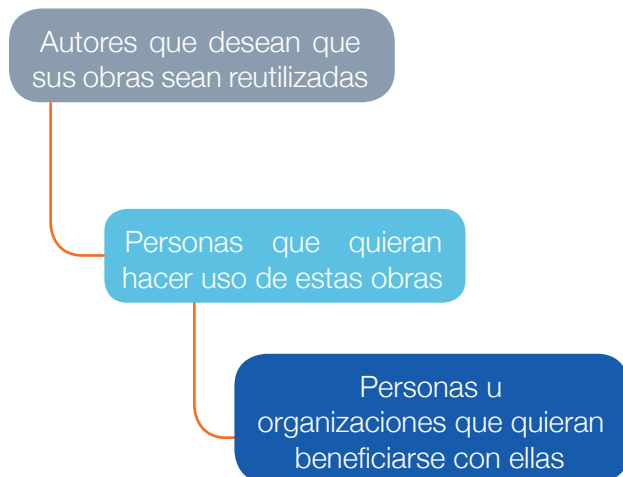 Autores que desean que
sus obras sean reutilizadas
Personas que quieran
hacer uso de estas obras
Personas u
organizaciones que quieran
beneficiarse con ellas